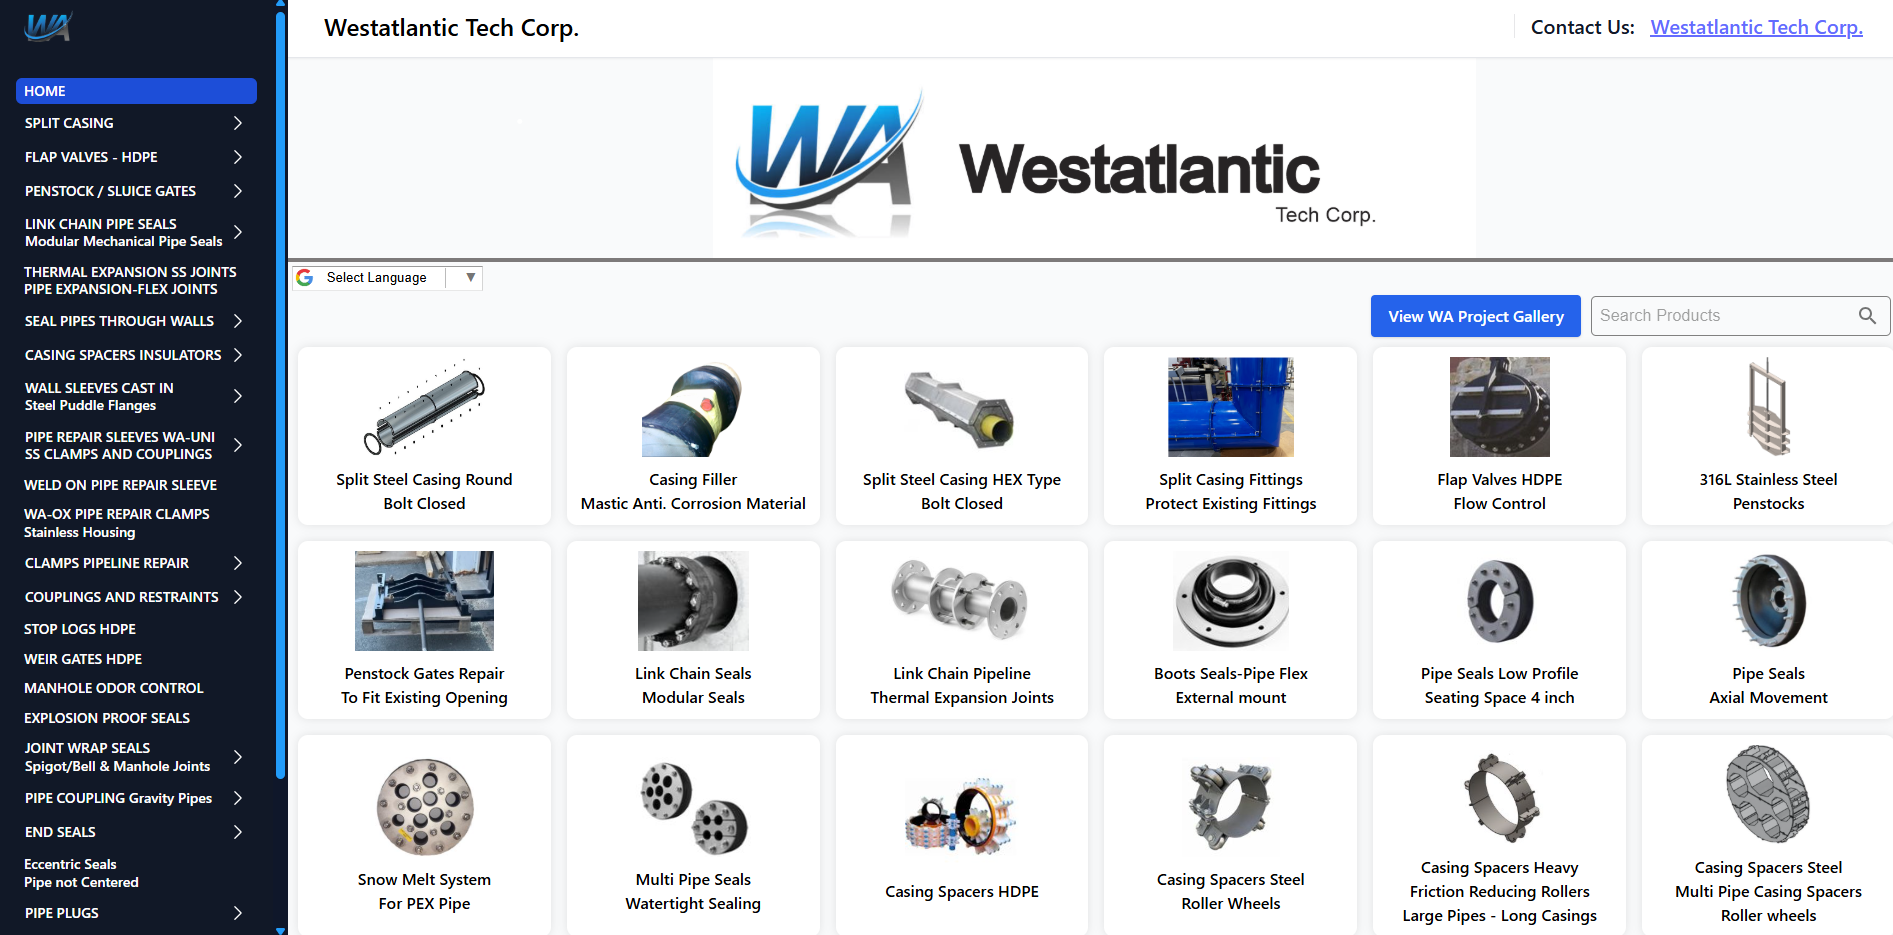 WA
HOME
SPLIT CASING
FLAP VALVES - HDPE
PENSTOCK / SLUICE GATES
LINK CHAIN PIPE SEALS
Modular Mechanical Pipe Seals
THERMAL EXPANSION SS JOINTS
PIPE EXPANSION-FLEX JOINTS
SEAL PIPES THROUGH WALLS
CASING SPACERS INSULATORS
WALL SLEEVES CAST IN
Steel Puddle Flanges
PIPE REPAIR SLEEVES WA-UNI
SS CLAMPS AND COUPLINGS
WELD ON PIPE REPAIR SLEEVE
WA-OX PIPE REPAIR CLAMPS
Stainless Housing
CLAMPS PIPELINE REPAIR
COUPLINGS AND RESTRAINTS
STOP LOGS HDPE
WEIR GATES HDPE
MANHOLE ODOR CONTROL
EXPLOSION PROOF SEALS
JOINT WRAP SEALS
Spigot/Bell & Manhole Joints
PIPE COUPLING Gravity Pipes
END SEALS
Eccentric Seals
Pipe not Centered
PIPE PLUGS
Westatlantic Tech Corp.
Contact Us: Westatlantic Tech Corp.
WA
Westatlantic
Tech Corp.
Select Language ▼
View WA Project Gallery
Search Products
Split Steel Casing Round
Bolt Closed
Casing Filler
Mastic Anti. Corrosion Material
Split Steel Casing HEX Type
Bolt Closed
Split Casing Fittings
Protect Existing Fittings
Flap Valves HDPE
Flow Control
316L Stainless Steel
Penstocks
Penstock Gates Repair
To Fit Existing Opening
Link Chain Seals
Modular Seals
Link Chain Pipeline
Thermal Expansion Joints
Boots Seals-Pipe Flex
External mount
Pipe Seals Low Profile
Seating Space 4 inch
Pipe Seals
Axial Movement
Snow Melt System
For PEX Pipe
Multi Pipe Seals
Watertight Sealing
Casing Spacers HDPE
Casing Spacers Steel
Roller Wheels
Casing Spacers Heavy
Friction Reducing Rollers
Large Pipes - Long Casings
Casing Spacers Steel
Multi Pipe Casing Spacers
Roller wheels